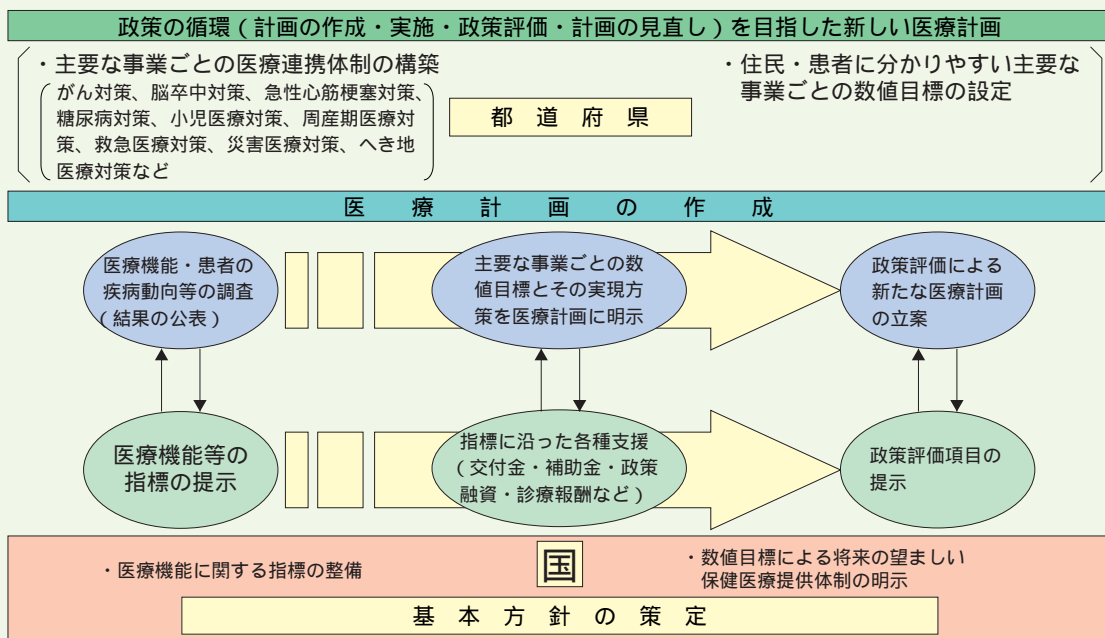 政策の循環（計画の作成・実施・政策評価・計画の見直し）を目指した新しい医療計画
・主要な事業ごとの医療連携体制の構築
がん対策、脳卒中対策、急性心筋梗塞対策、
糖尿病対策、小児医療対策、周産期医療対
策、救急医療対策、災害医療対策、へき地
医療対策など
都道府県
・住民・患者に分かりやすい主要な
事業ごとの数値目標の設定
医療計画の作成
医療機能・患者の
疾病動向等の調査
（結果の公表）
主要な事業ごとの数
値目標とその実現方
策を医療計画に明示
政策評価による
新たな医療計画
の立案
医療機能等の
指標の提示
指標に沿った各種支援
（交付金・補助金・政策
融資・診療報酬など）
政策評価項目の
提示
・医療機能に関する指標の整備
国
・数値目標による将来の望ましい
保健医療提供体制の明示
基本方針の策定